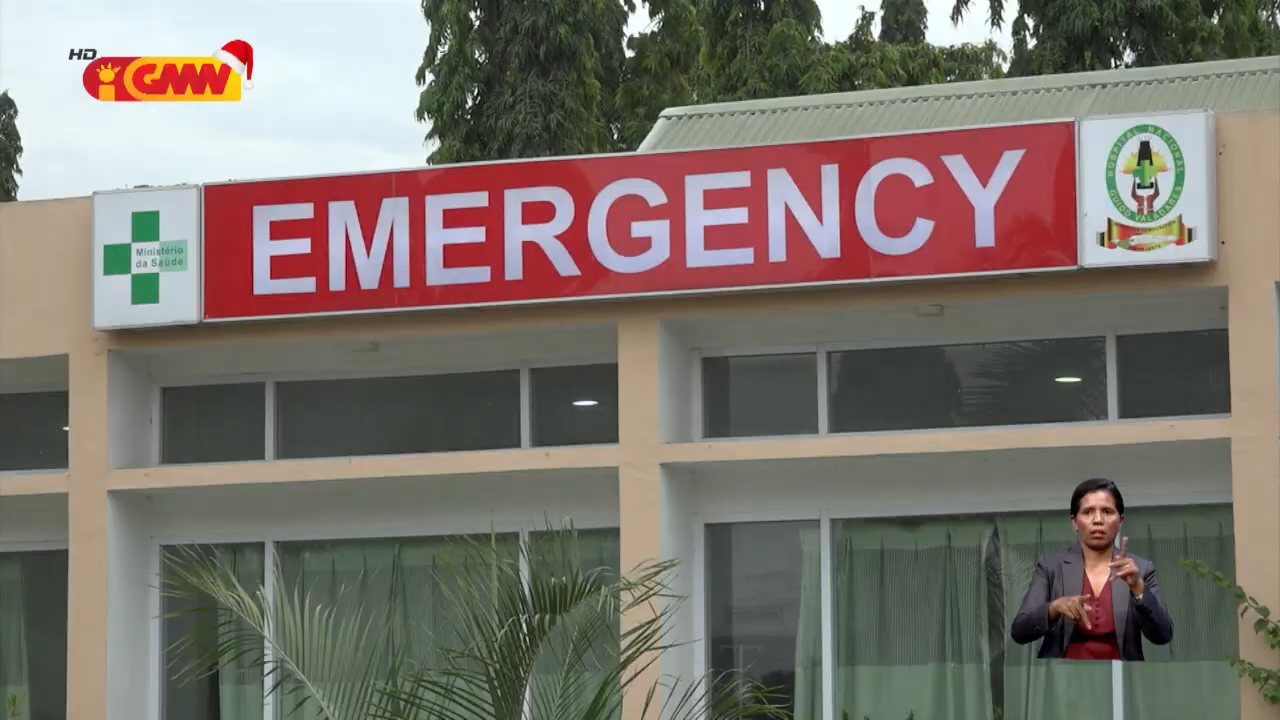 HD
GMN
EMERGENCY
Ministério
da Saúde
HOSPITAL NACIONAL
GUIDO VALADARES